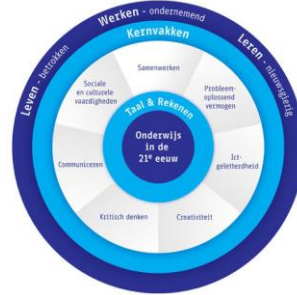 Leven - betrokken
Werken - ondernemend
Leren - nieuwsgierig
Kernvakken
Samenwerken
Sociale
en culturele
vaardigheden
Probleem-
oplossend
vermogen
Taal & Rekenen
Onderwijs
in de
21e eeuw
Communiceren
Ict-
geletterdheid
Kritisch denken
Creativiteit